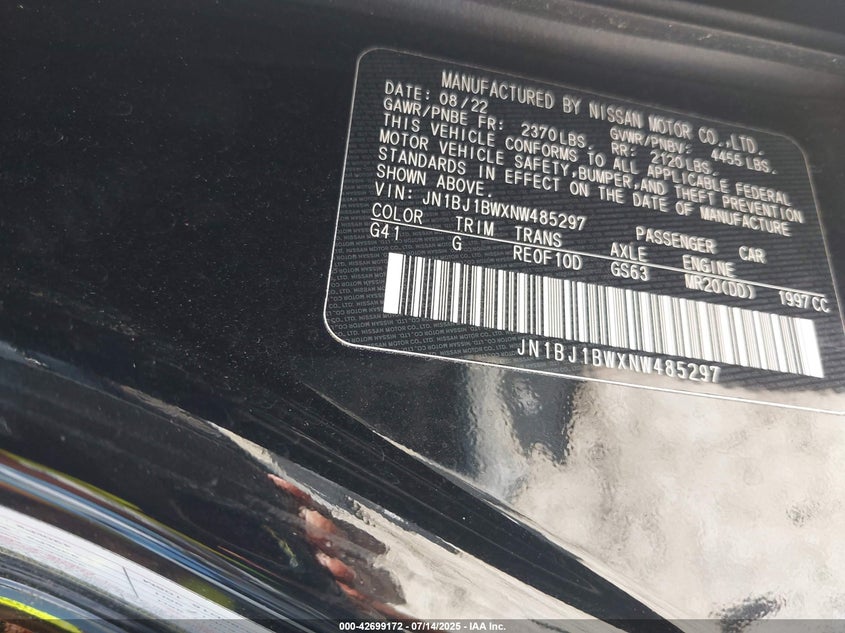 MANUFACTURED BY NISSAN MOTOR CO.,LTD.
DATE: 08/22 GVWR/PNBV: 4455 LBS.
GAWR/PNBE FR: 2370 LBS. RR: 2120 LBS.
THIS VEHICLE CONFORMS TO ALL APPLICABLE FEDERAL
MOTOR VEHICLE SAFETY,BUMPER,AND THEFT PREVENTION
STANDARDS IN EFFECT ON THE DATE OF MANUFACTURE
SHOWN ABOVE.
VIN: JN1BJ1BWXNW485297 PASSENGER CAR
COLOR TRIM TRANS AXLE ENGINE
G41 G RE0F10D GS63 MR20(DD) 1997CC
JN1BJ1BWXNW485297
000-42699172 - 07/14/2025 - IAA Inc.